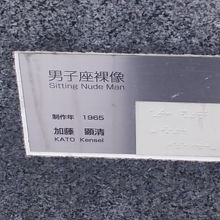 男子座裸像
Sitting Nude Man
制作年 1965
加藤 顕清
KATO Kensei